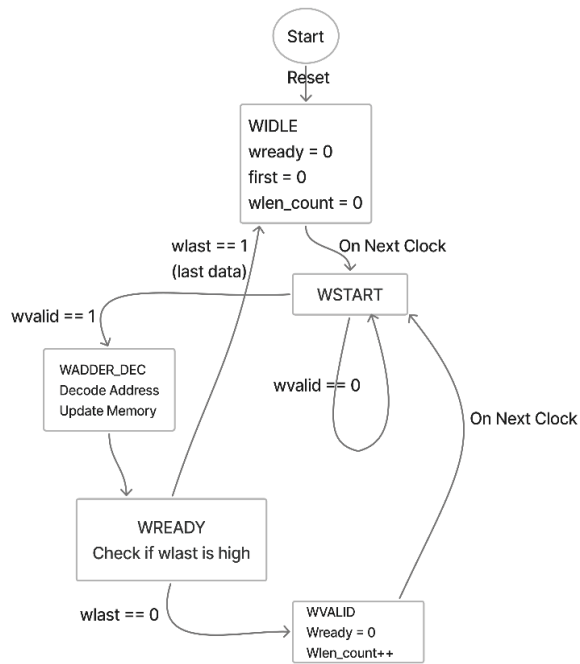 Start
Reset
WIDLE
wready = 0
first = 0
wlen_count = 0
wlast == 1
(last data)
On Next Clock
WSTART
wvalid == 1
WADDER_DEC
Decode Address
Update Memory
wvalid == 0
On Next Clock
WREADY
Check if wlast is high
wlast == 0
WVALID
Wready = 0
Wlen_count++